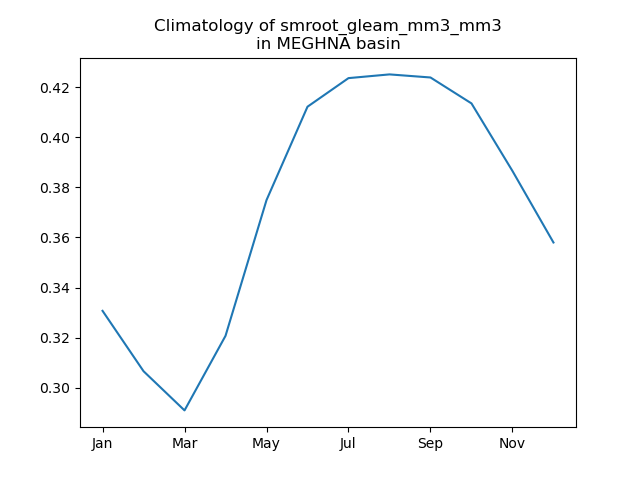 Climatology of smroot_gleam_mm3_mm3
in MEGHNA basin
0.42
0.40
0.38
0.36
0.34
0.32
0.30
Jan Mar May Jul Sep Nov